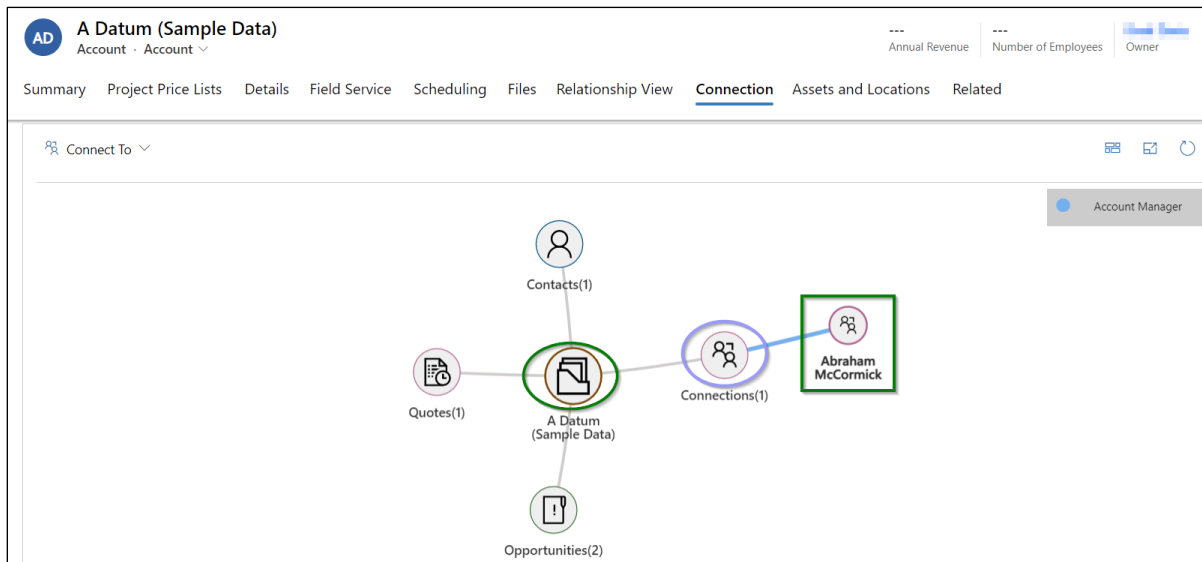 AD
A Datum (Sample Data)
Account · Account
---
Annual Revenue
---
Number of Employees
Owner
Summary Project Price Lists Details Field Service Scheduling Files Relationship View Connection Assets and Locations Related
Connect To
Account Manager
Contacts(1)
Abraham
McCormick
Connections(1)
Quotes(1)
A Datum
(Sample Data)
Opportunities(2)